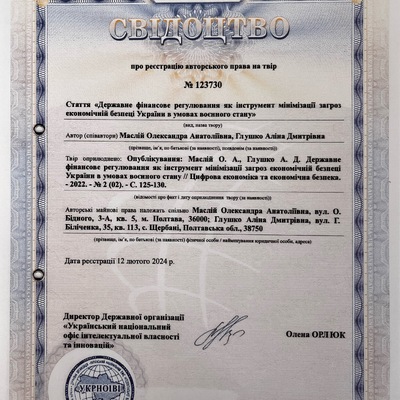 СВІДОЦТВО
про реєстрацію авторського права на твір
№ 123730
Стаття «Державне фінансове регулювання як інструмент мінімізації загроз
економічній безпеці України в умовах воєнного стану»
(вид, назва твору)
Автор (співавтори) Маслій Олександра Анатоліївна, Глушко Аліна Дмитрівна
(прізвище, ім'я, по батькові (за наявності), псевдонім (за наявності))
Твір оприлюднено: Опублікування: Маслій О. А., Глушко А. Д. Державне
фінансове регулювання як інструмент мінімізації загроз економічній безпеці
України в умовах воєнного стану // Цифрова економіка та економічна безпека.
- 2022. - № 2 (02). - С. 125-130.
(відомості про факт і дату оприлюднення твору (за наявності))
Авторські майнові права належать спільно Маслій Олександра Анатоліївна, вул. О.
Бідного, 3-А, кв. 5, м. Полтава, 36000; Глушко Аліна Дмитрівна, вул. Г.
Біліченка, 35, кв. 113, с. Щербані, Полтавська обл., 38750
(прізвище, ім'я, по батькові (за наявності) фізичної особи / найменування юридичної особи, адреса)
Дата реєстрації 12 лютого 2024 г.
Директор Державної організації
«Український національний
офіс інтелектуальної власності
та інновацій»
Олена ОРЛЮК
УКРНОІВІ